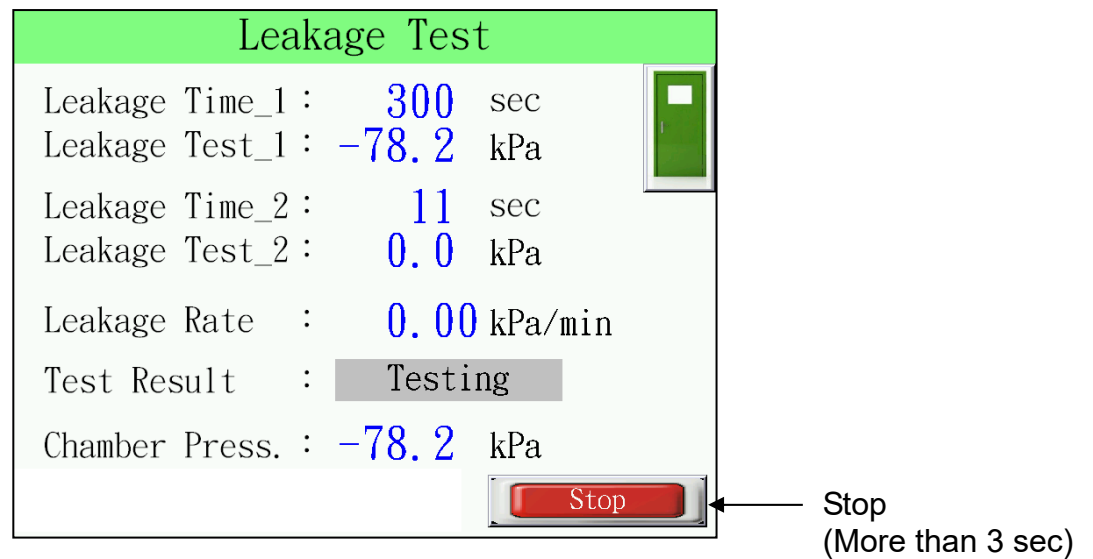 Leakage Test
Leakage Time_1 : 300 sec
Leakage Test_1 : -78.2 kPa
Leakage Time_2 : 11 sec
Leakage Test_2 : 0.0 kPa
Leakage Rate : 0.00 kPa/min
Test Result : Testing
Chamber Press. : -78.2 kPa
Stop
Stop
(More than 3 sec)